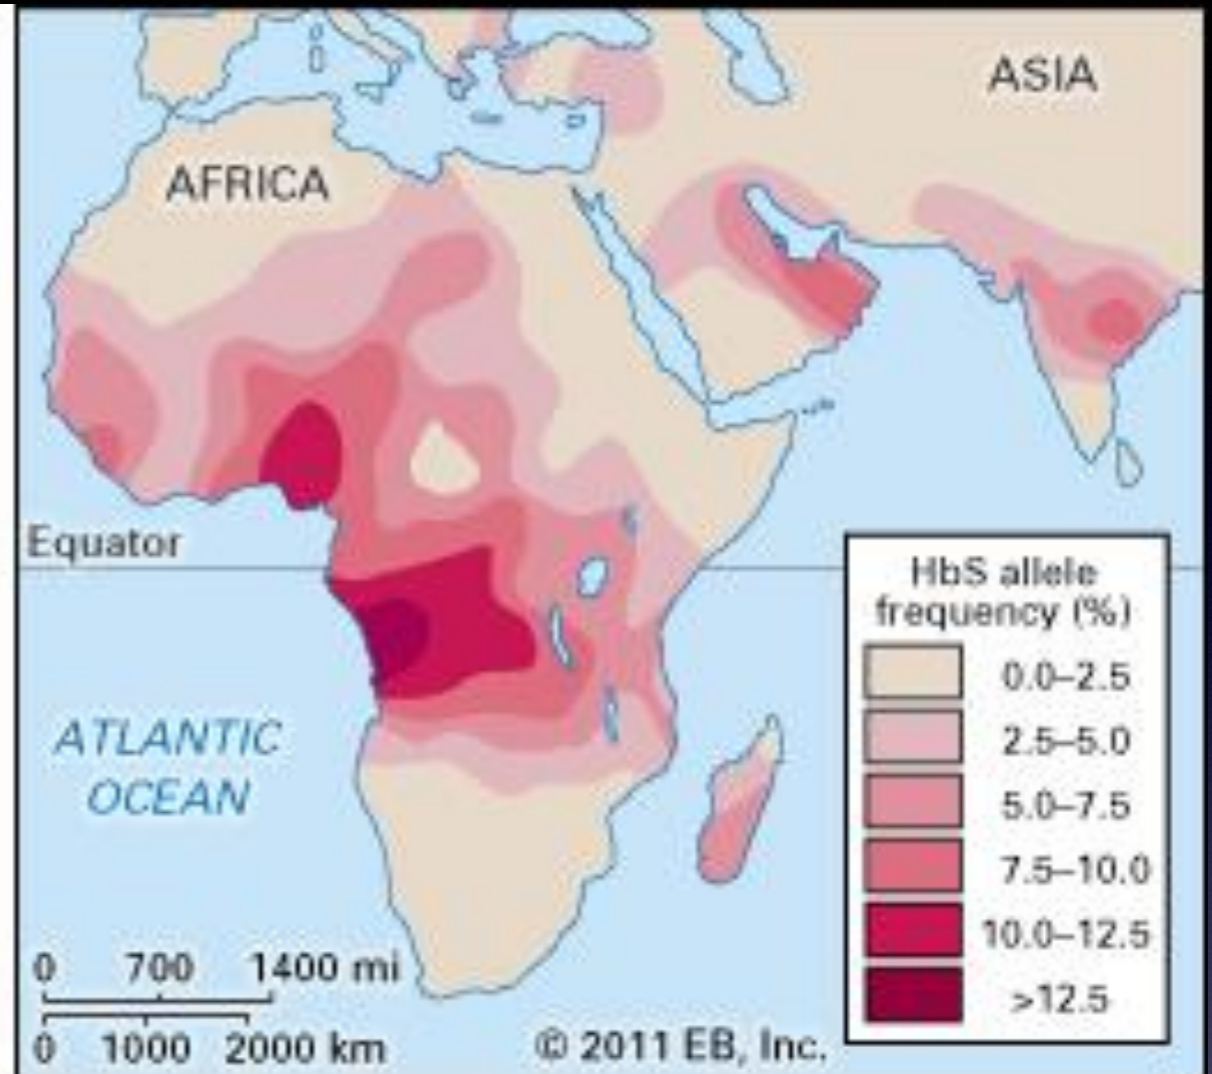 ASIA
AFRICA
Equator
ATLANTIC
OCEAN
HbS allele
frequency (%)
0.0–2.5
2.5–5.0
5.0–7.5
7.5–10.0
10.0–12.5
>12.5
0 700 1400 mi
0 1000 2000 km
© 2011 EB, Inc.